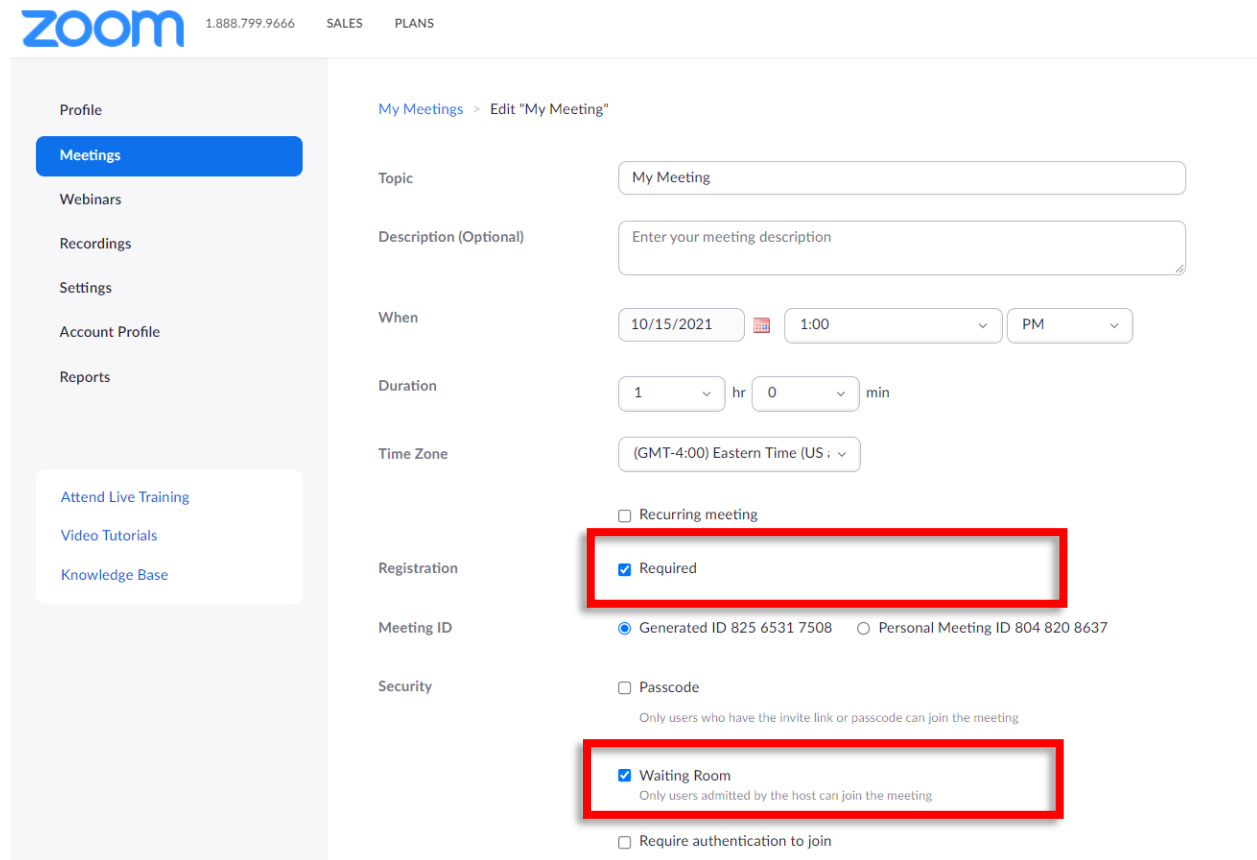 zoom 1.888.799.9666 SALES PLANS
Profile
Meetings
Webinars
Recordings
Settings
Account Profile
Reports
Attend Live Training
Video Tutorials
Knowledge Base
My Meetings > Edit "My Meeting"
Topic My Meeting
Description (Optional) Enter your meeting description
When 10/15/2021 1:00 PM
Duration 1 hr 0 min
Time Zone (GMT-4:00) Eastern Time (US
Recurring meeting
Registration Required
Meeting ID Generated ID 825 6531 7508 Personal Meeting ID 804 820 8637
Security Passcode
Only users who have the invite link or passcode can join the meeting
Waiting Room
Only users admitted by the host can join the meeting
Require authentication to join